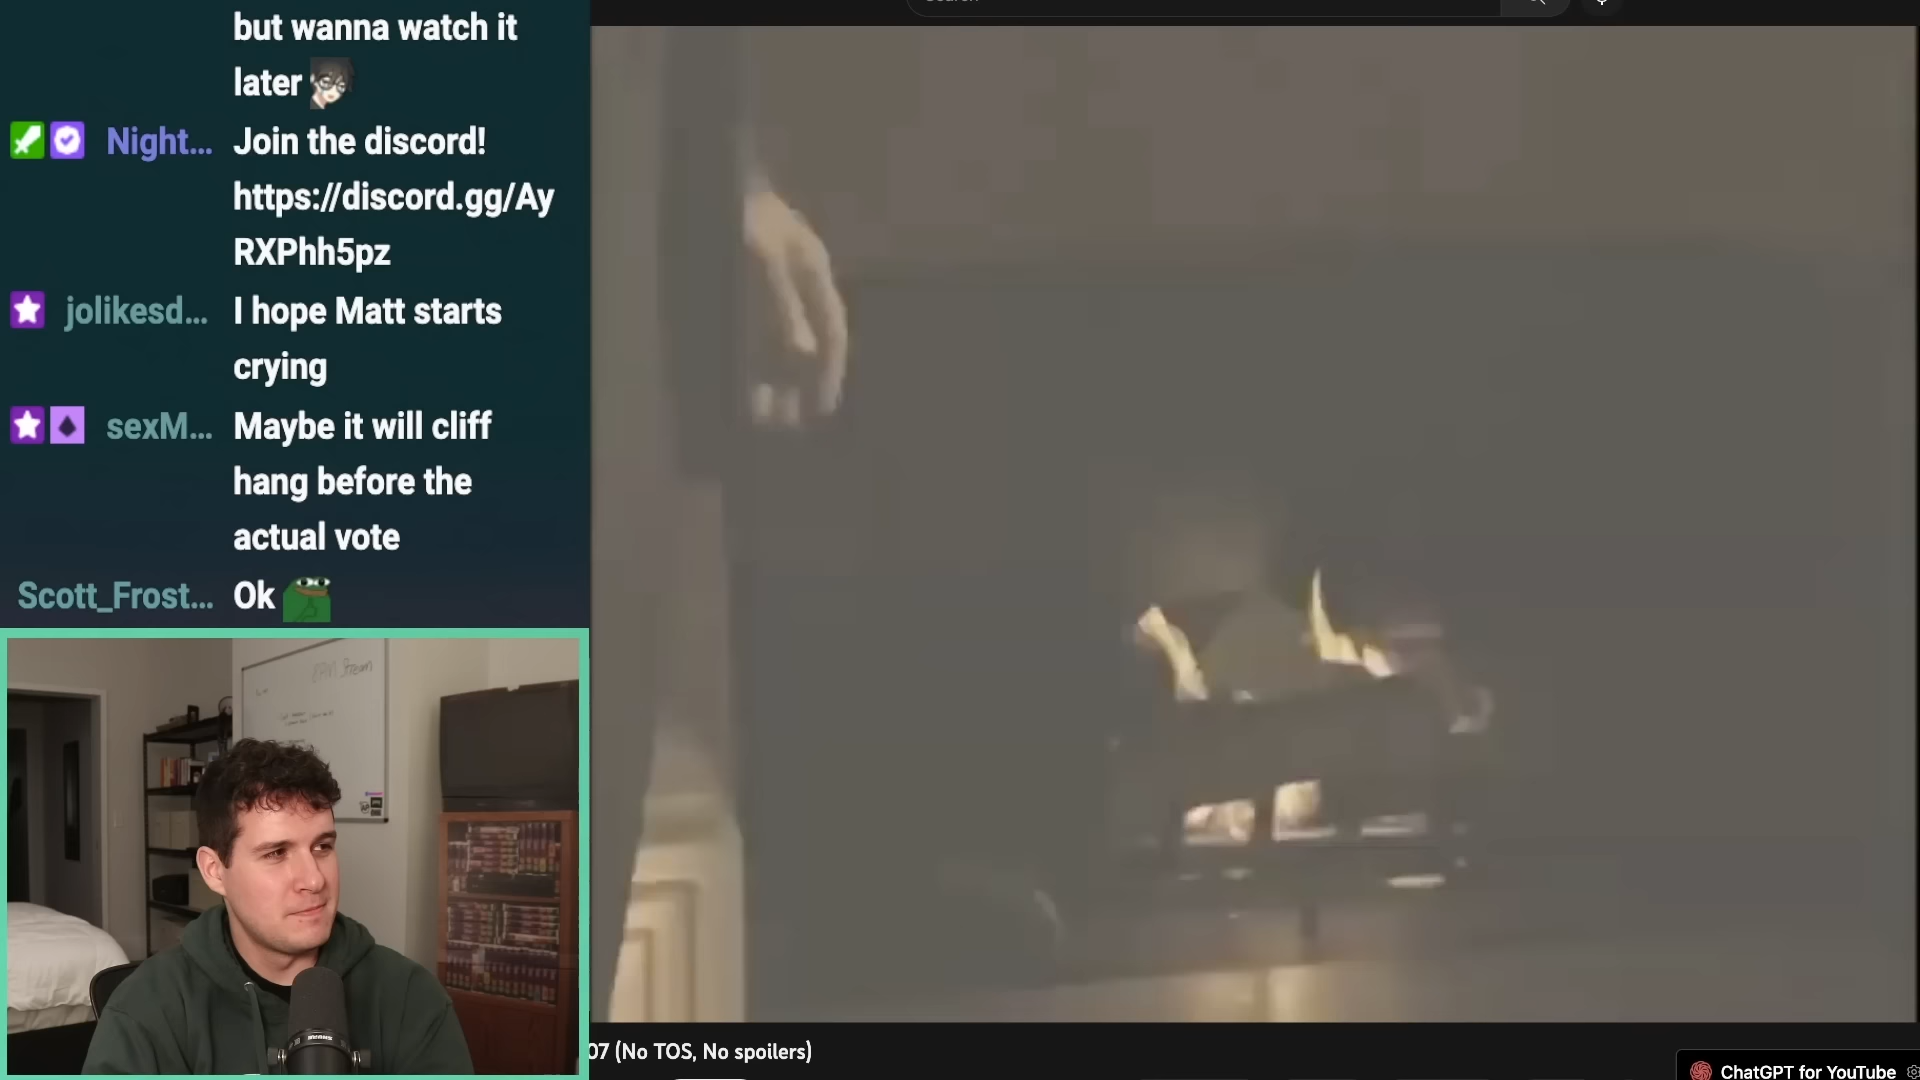 but wanna watch it
later
Night... Join the discord!
https://discord.gg/Ay
RXPhh5pz
jolikesd... I hope Matt starts
crying
sexM... Maybe it will cliff
hang before the
actual vote
Scott_Frost... Ok
07 (No TOS, No spoilers)
ChatGPT for YouTube